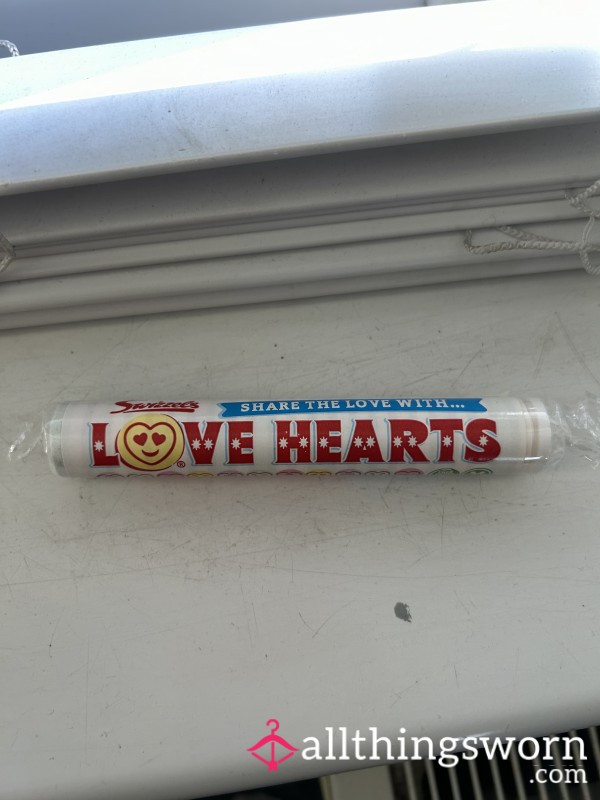 Swizzels
SHARE THE LOVE WITH...
LOVE HEARTS®
allthingsworn
.com